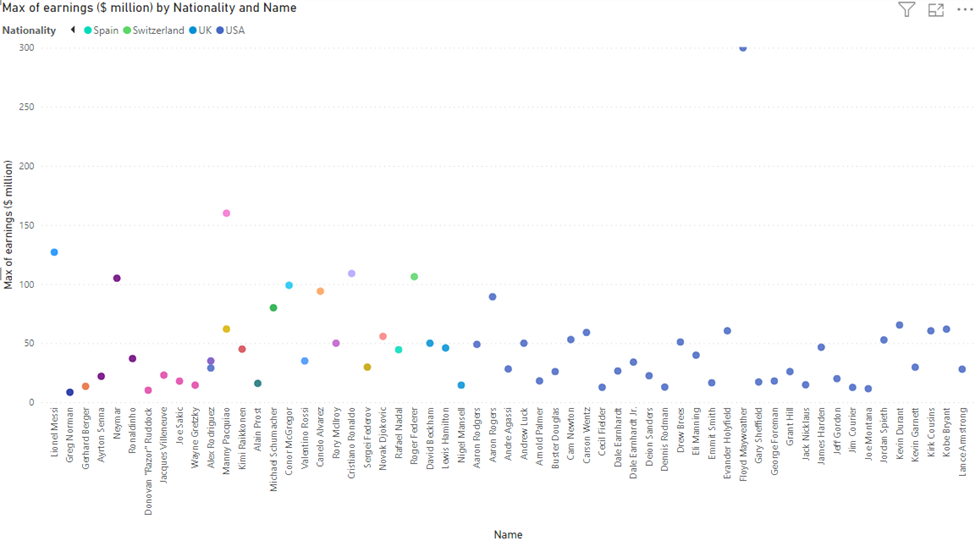 Max of earnings ($ million) by Nationality and Name
Nationality Spain Switzerland UK USA
Max of earnings ($ million)
300
250
200
150
100
50
0
Lionel Messi
Greg Norman
Gerhard Berger
Ayrton Senna
Neymar
Ronaldinho
Donovan "Razor" Ruddock
Jacques Villeneuve
Joe Sakic
Wayne Gretzky
Alex Rodriguez
Manny Pacquiao
Kimi Raikkonen
Alain Prost
Michael Schumacher
Conor McGregor
Valentino Rossi
Canelo Alvarez
Rory McIlroy
Cristiano Ronaldo
Sergei Federov
Novak Djokovic
Rafael Nadal
Roger Federer
David Beckham
Lewis Hamilton
Nigel Mansell
Aaron Rodgers
Aaron Rogers
Andre Agassi
Andrew Luck
Arnold Palmer
Buster Douglas
Cam Newton
Carson Wentz
Cecil Fielder
Dale Earnhardt
Dale Earnhardt Jr.
Deion Sanders
Dennis Rodman
Drew Brees
Eli Manning
Emmit Smith
Evander Holyfield
Floyd Mayweather
Gary Sheffield
George Foreman
Grant Hill
Jack Nicklaus
James Harden
Jeff Gordon
Jim Courier
Joe Montana
Jordan Spieth
Kevin Durant
Kevin Garnett
Kirk Cousins
Kobe Bryant
Lance Armstrong
Name